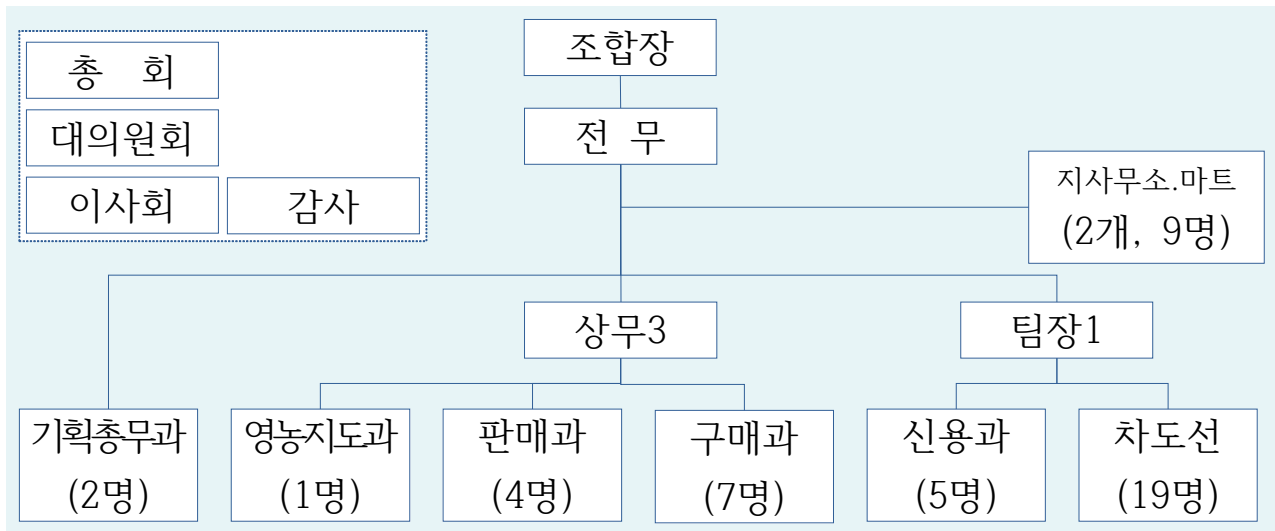 총 회
대의원회
이사회
감사
조합장
전 무
지사무소.마트
(2개, 9명)
상무3
팀장1
기획총무과
(2명)
영농지도과
(1명)
판매과
(4명)
구매과
(7명)
신용과
(5명)
차도선
(19명)